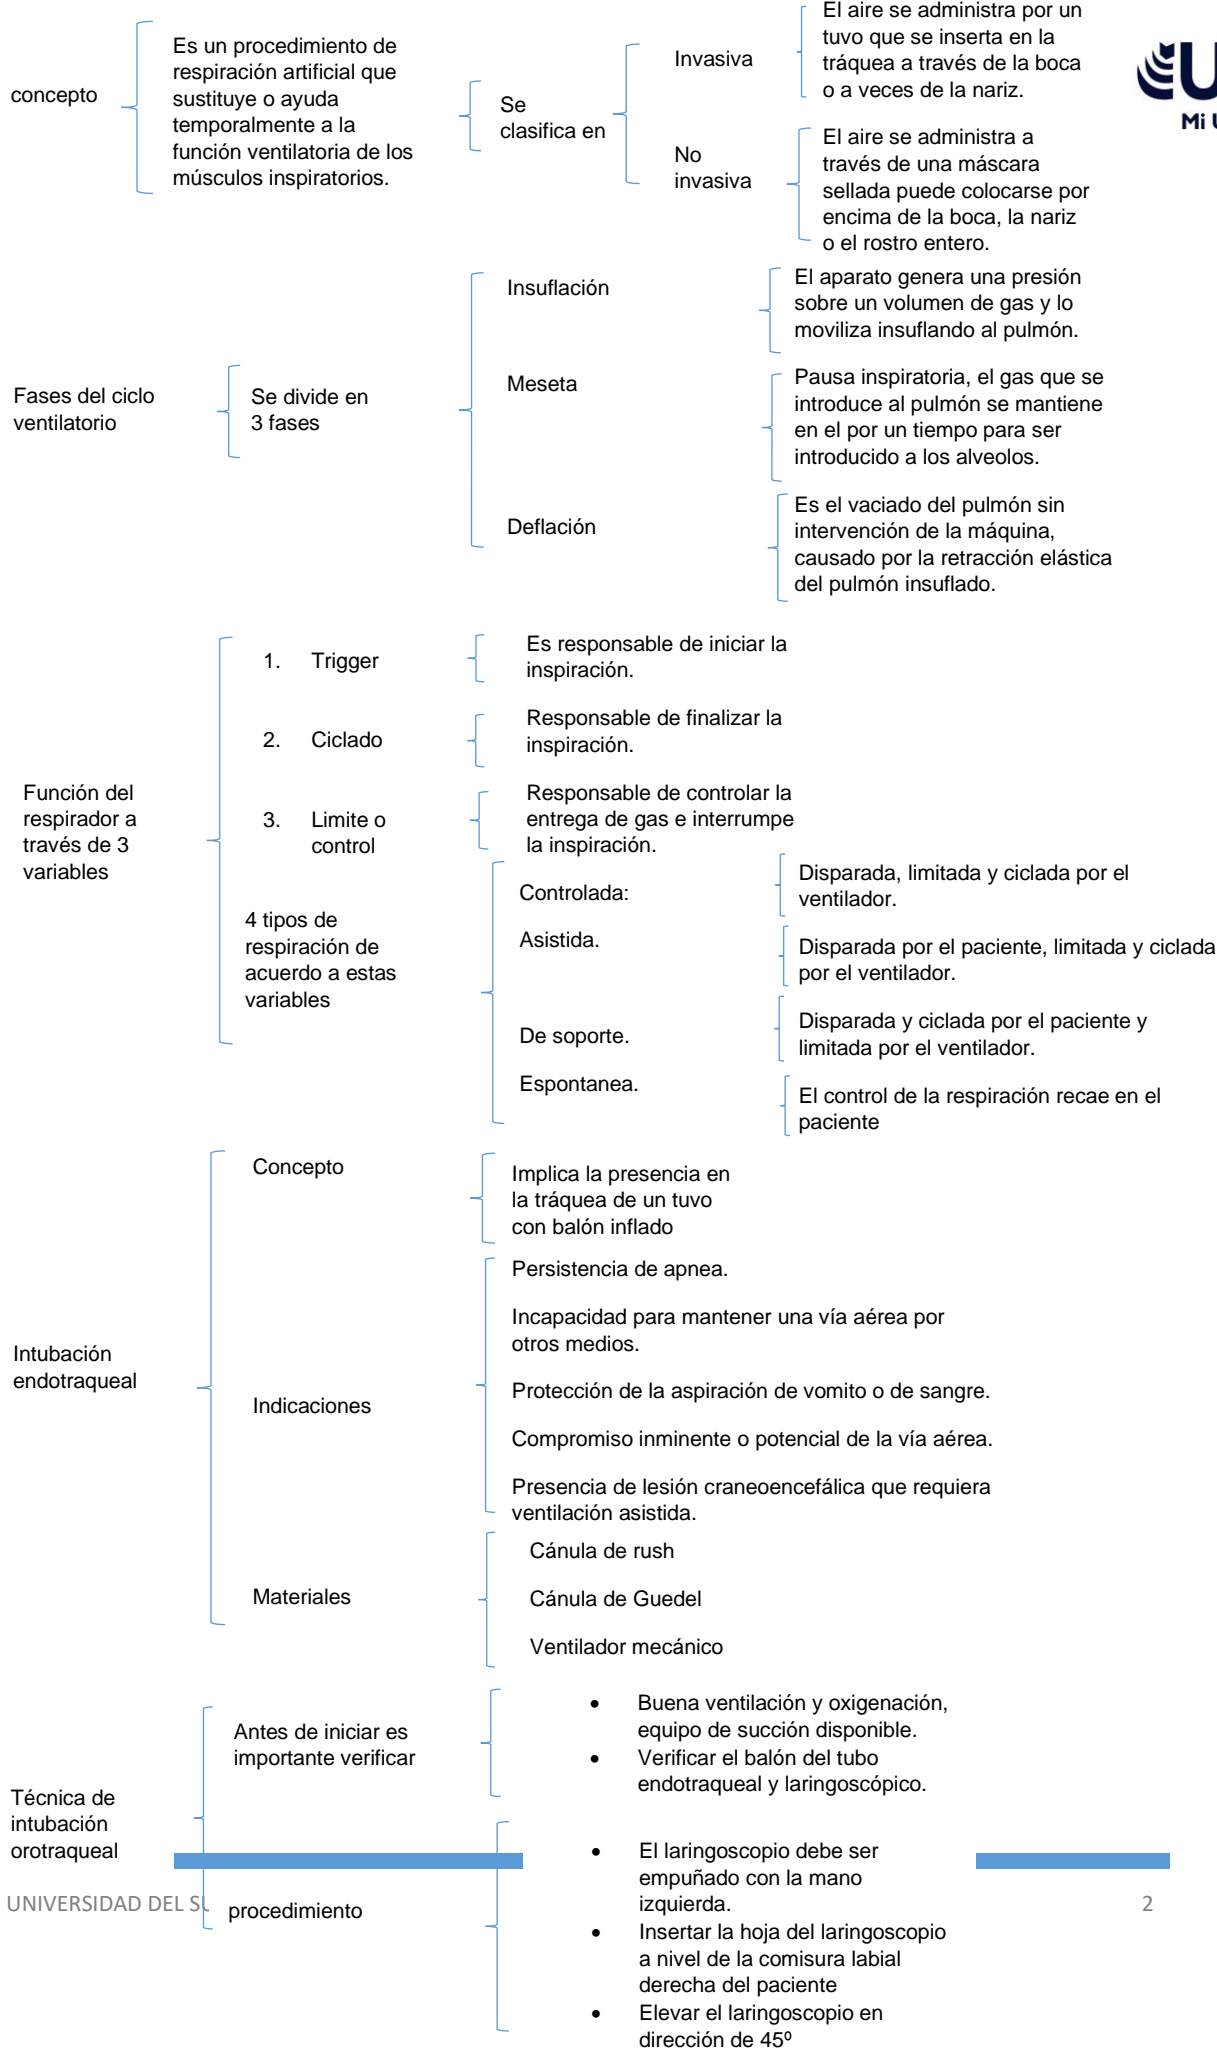 concepto
Es un procedimiento de
respiración artificial que
sustituye o ayuda
temporalmente a la
función ventilatoria de los
músculos inspiratorios.
Se
clasifica en
Invasiva
El aire se administra por un
tuvo que se inserta en la
tráquea a través de la boca
o a veces de la nariz.
No
invasiva
El aire se administra a
través de una máscara
sellada puede colocarse por
encima de la boca, la nariz
o el rostro entero.
Mi U
Fases del ciclo
ventilatorio
Se divide en
3 fases
Insuflación
El aparato genera una presión
sobre un volumen de gas y lo
moviliza insuflando al pulmón.
Meseta
Pausa inspiratoria, el gas que se
introduce al pulmón se mantiene
en el por un tiempo para ser
introducido a los alveolos.
Deflación
Es el vaciado del pulmón sin
intervención de la máquina,
causado por la retracción elástica
del pulmón insuflado.
Función del
respirador a
través de 3
variables
1. Trigger
Es responsable de iniciar la
inspiración.
2. Ciclado
Responsable de finalizar la
inspiración.
3. Limite o
control
Responsable de controlar la
entrega de gas e interrumpe
la inspiración.
4 tipos de
respiración de
acuerdo a estas
variables
Controlada:
Disparada, limitada y ciclada por el
ventilador.
Asistida.
Disparada por el paciente, limitada y ciclada
por el ventilador.
De soporte.
Disparada y ciclada por el paciente y
limitada por el ventilador.
Espontanea.
El control de la respiración recae en el
paciente
Intubación
endotraqueal
Concepto
Implica la presencia en
la tráquea de un tuvo
con balón inflado
Indicaciones
Persistencia de apnea.
Incapacidad para mantener una vía aérea por
otros medios.
Protección de la aspiración de vomito o de sangre.
Compromiso inminente o potencial de la vía aérea.
Presencia de lesión craneoencefálica que requiera
ventilación asistida.
Materiales
Cánula de rush
Cánula de Guedel
Ventilador mecánico
Técnica de
intubación
orotraqueal
Antes de iniciar es
importante verificar
• Buena ventilación y oxigenación,
equipo de succión disponible.
• Verificar el balón del tubo
endotraqueal y laringoscópico.
procedimiento
• El laringoscopio debe ser
empuñado con la mano
izquierda.
• Insertar la hoja del laringoscopio
a nivel de la comisura labial
derecha del paciente
• Elevar el laringoscopio en
dirección de 45º
UNIVERSIDAD DEL
2